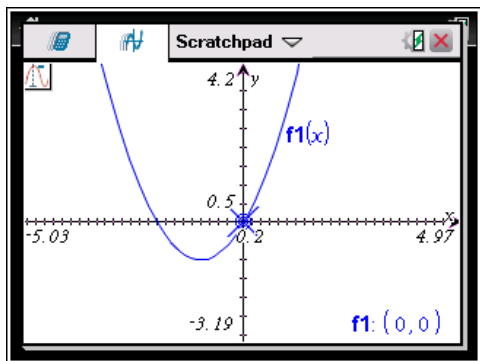 Scratchpad
4.2 y
f1(x)
0.5
x
-5.03 0.2 4.97
-3.19
f1: (0,0)